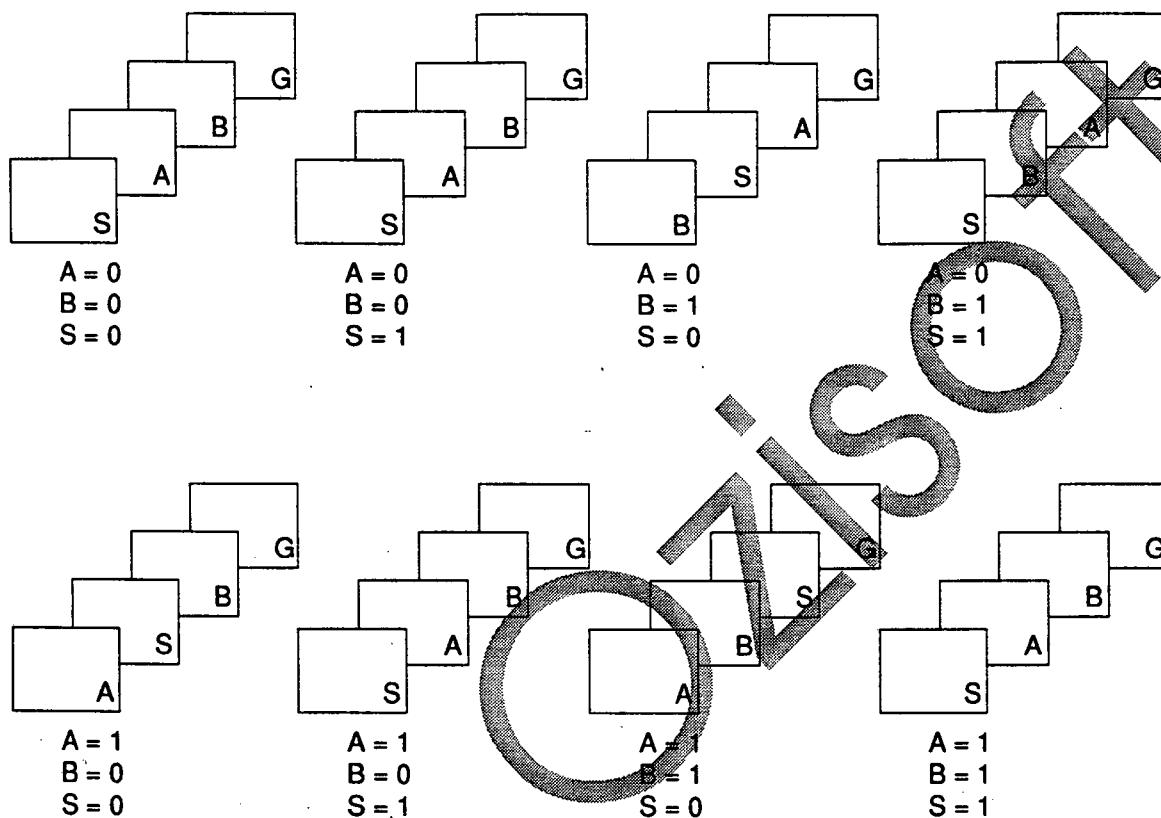 G G G G
B B A A
A A S B
S S B S
A = 0 A = 0 A = 0 A = 0
B = 0 B = 0 B = 1 B = 1
S = 0 S = 1 S = 0 S = 1
G G G G
B B S B
S A B A
A S A S
A = 1 A = 1 A = 1 A = 1
B = 0 B = 0 B = 1 B = 1
S = 0 S = 1 S = 0 S = 1